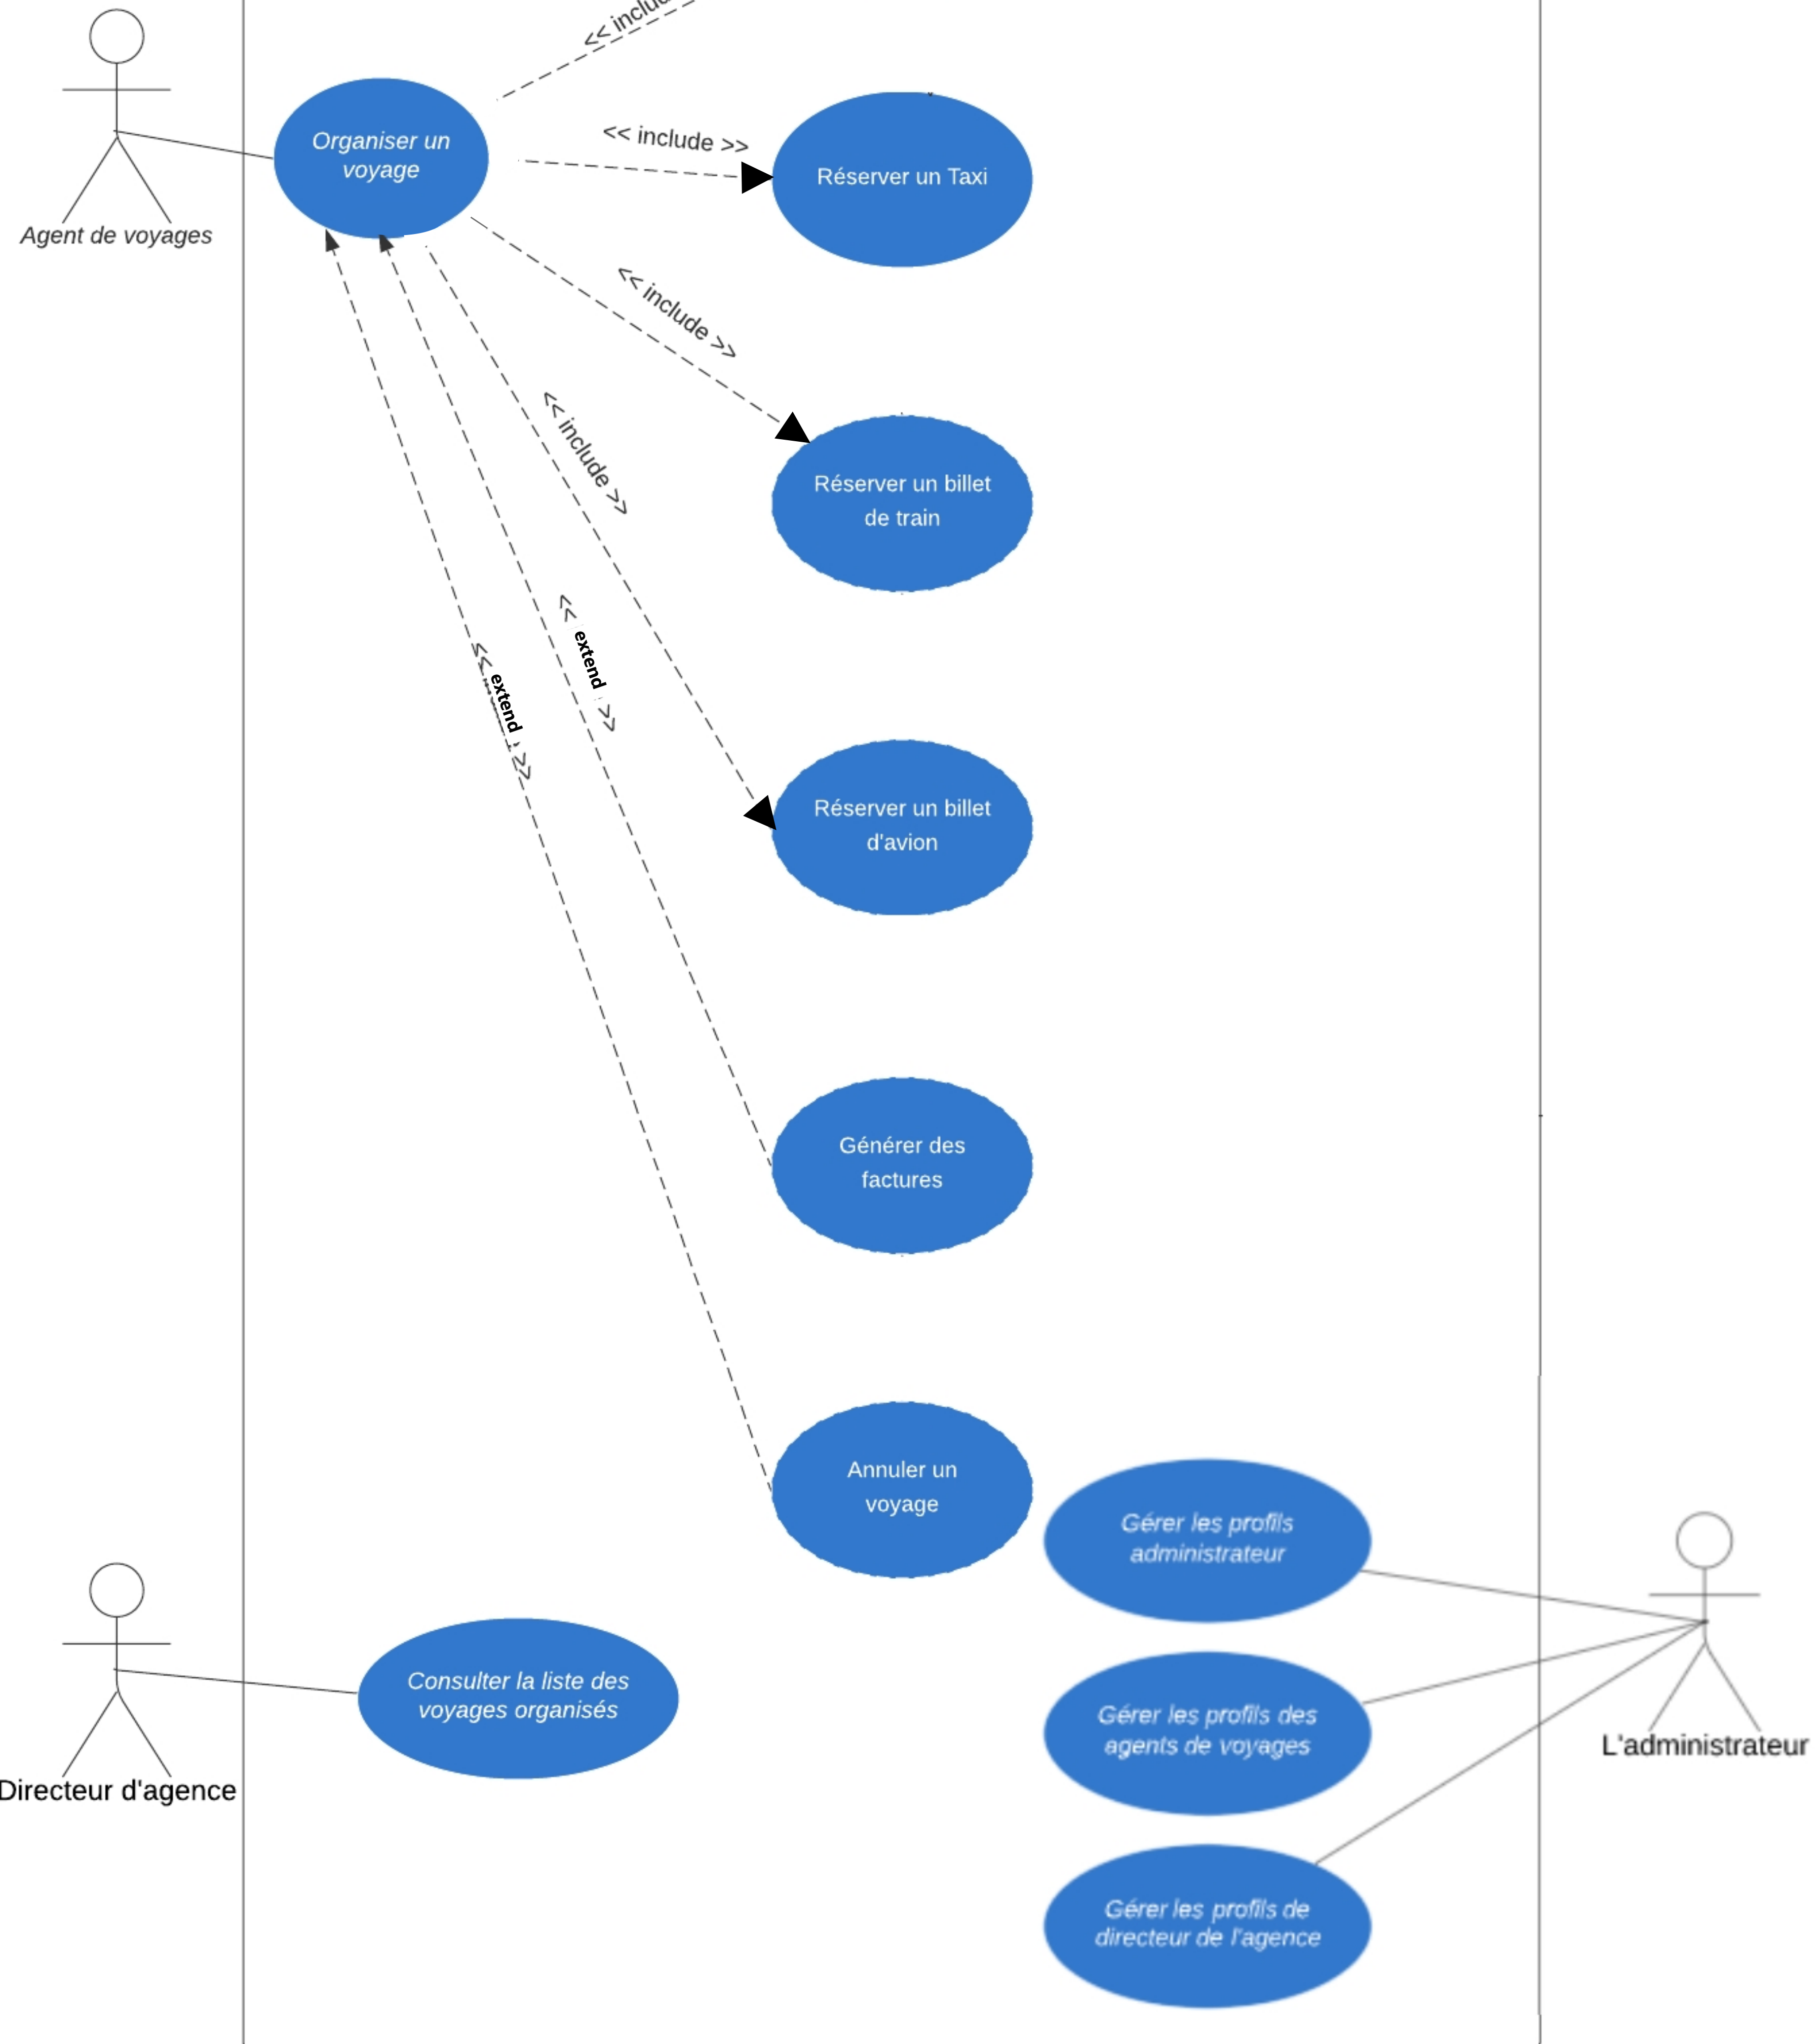 << includ
Organiser un
voyage
Agent de voyages
<< include >>
Réserver un Taxi
<< include >>
Réserver un billet
de train
<< include >>
Réserver un billet
d'avion
<< extend >>
<< extend >>
Générer des
factures
Annuler un
voyage
Gérer les profils
administrateur
Consulter la liste des
voyages organisés
Directeur d'agence
Gérer les profils des
agents de voyages
L'administrateur
Gérer les profils de
directeur de l'agence